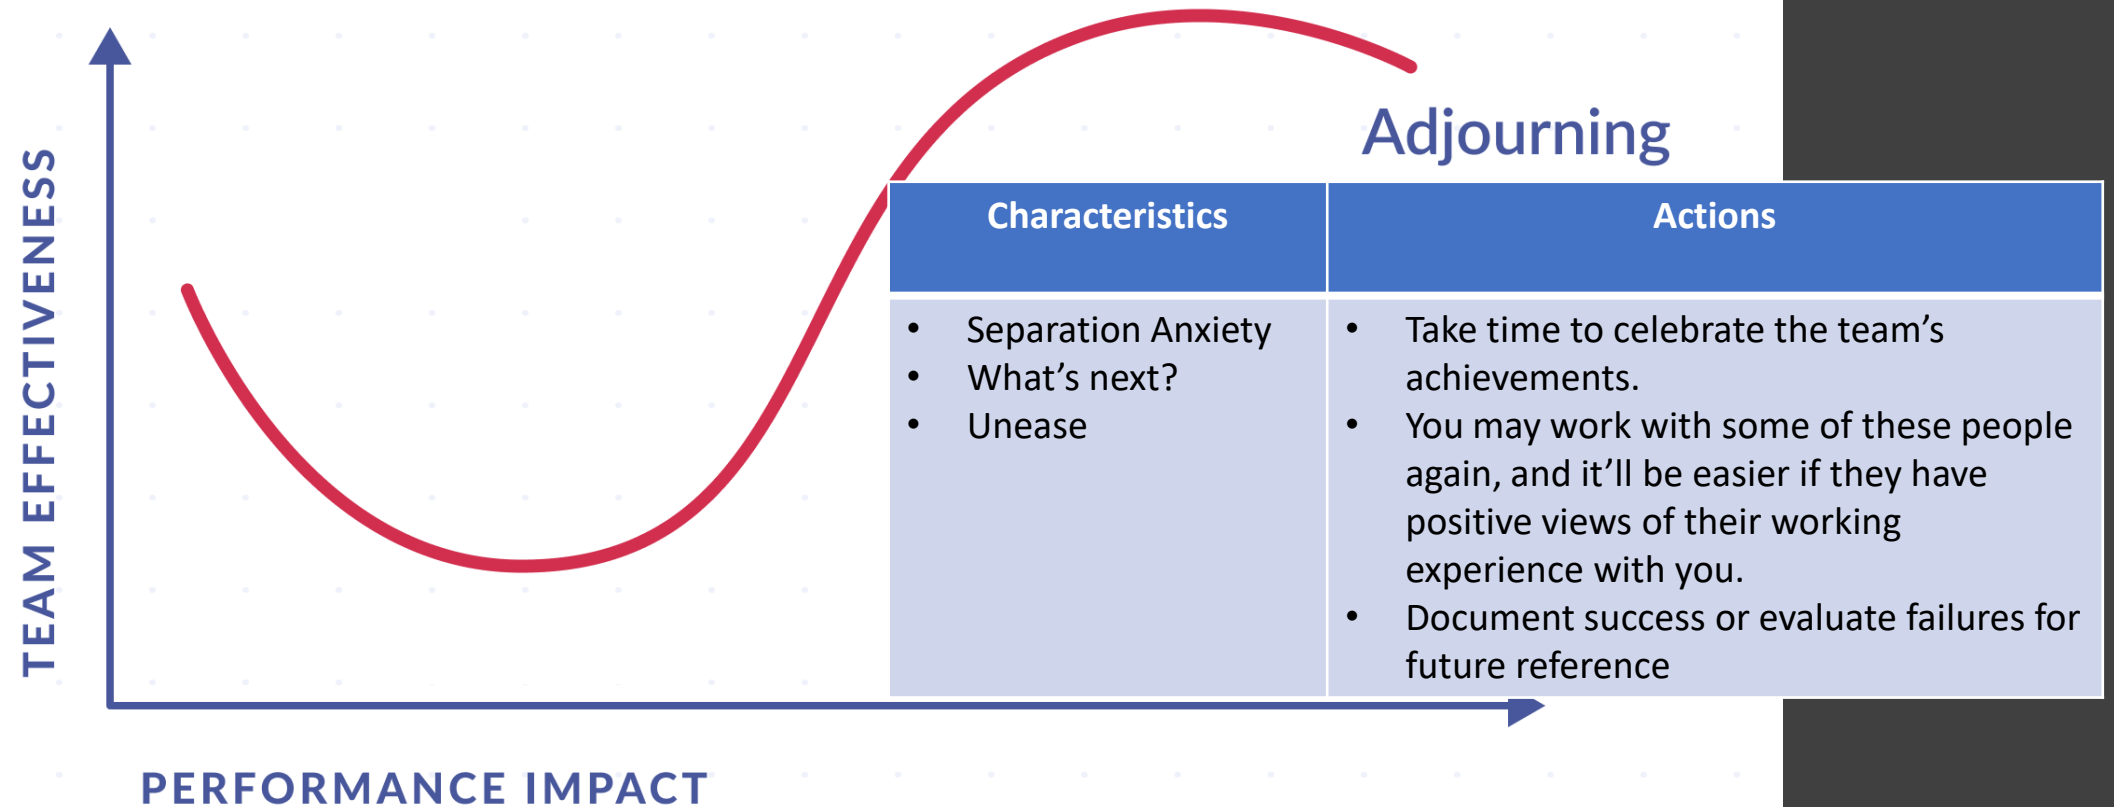 TEAM EFFECTIVENESS
Adjourning
Characteristics
Actions
• Separation Anxiety
• What’s next?
• Unease
• Take time to celebrate the team’s
achievements.
• You may work with some of these people
again, and it’ll be easier if they have
positive views of their working
experience with you.
• Document success or evaluate failures for
future reference
PERFORMANCE IMPACT